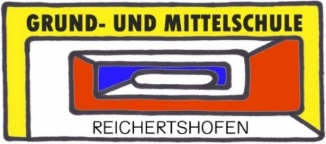 GRUND- UND MITTELSCHULE
REICHERTSHOFEN